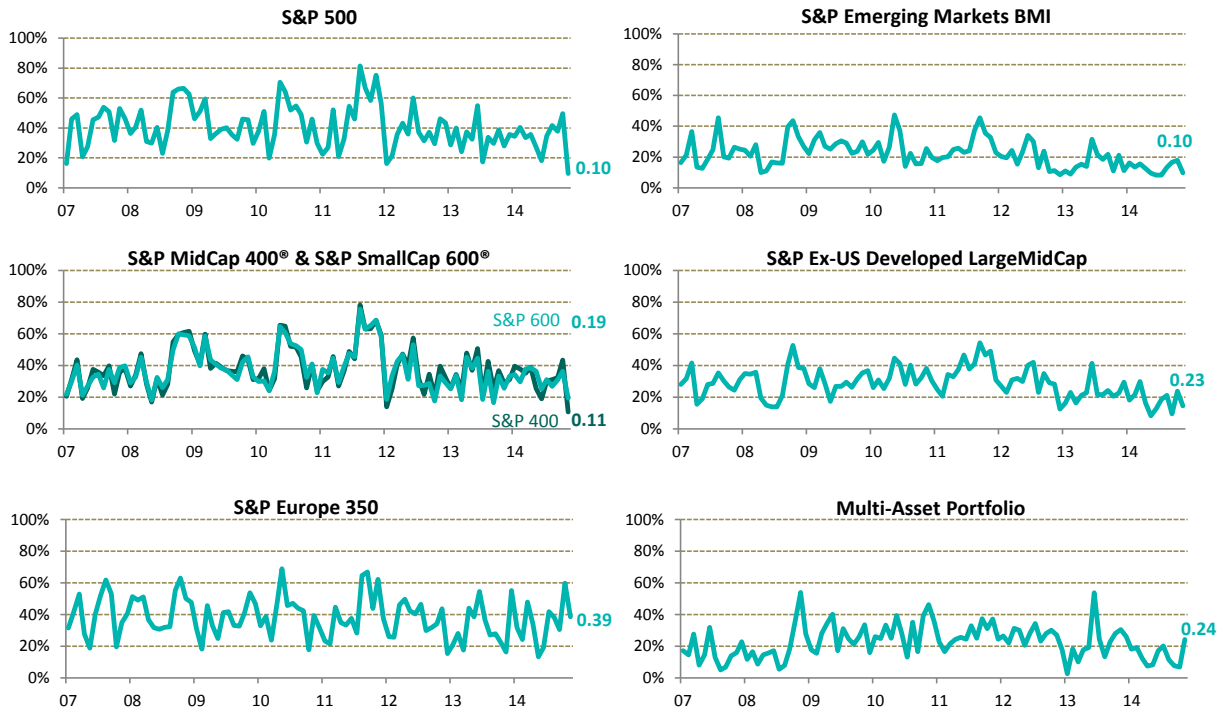 S&P 500
100%
80%
60%
40%
20%
0%
0.10
07 08 09 10 11 12 13 14
S&P Emerging Markets BMI
100%
80%
60%
40%
20%
0%
0.10
07 08 09 10 11 12 13 14
S&P MidCap 400® & S&P SmallCap 600®
100%
80%
60%
40%
20%
0%
S&P 600 0.19
S&P 400 0.11
07 08 09 10 11 12 13 14
S&P Ex-US Developed LargeMidCap
100%
80%
60%
40%
20%
0%
0.23
07 08 09 10 11 12 13 14
S&P Europe 350
100%
80%
60%
40%
20%
0%
0.39
07 08 09 10 11 12 13 14
Multi-Asset Portfolio
100%
80%
60%
40%
20%
0%
0.24
07 08 09 10 11 12 13 14